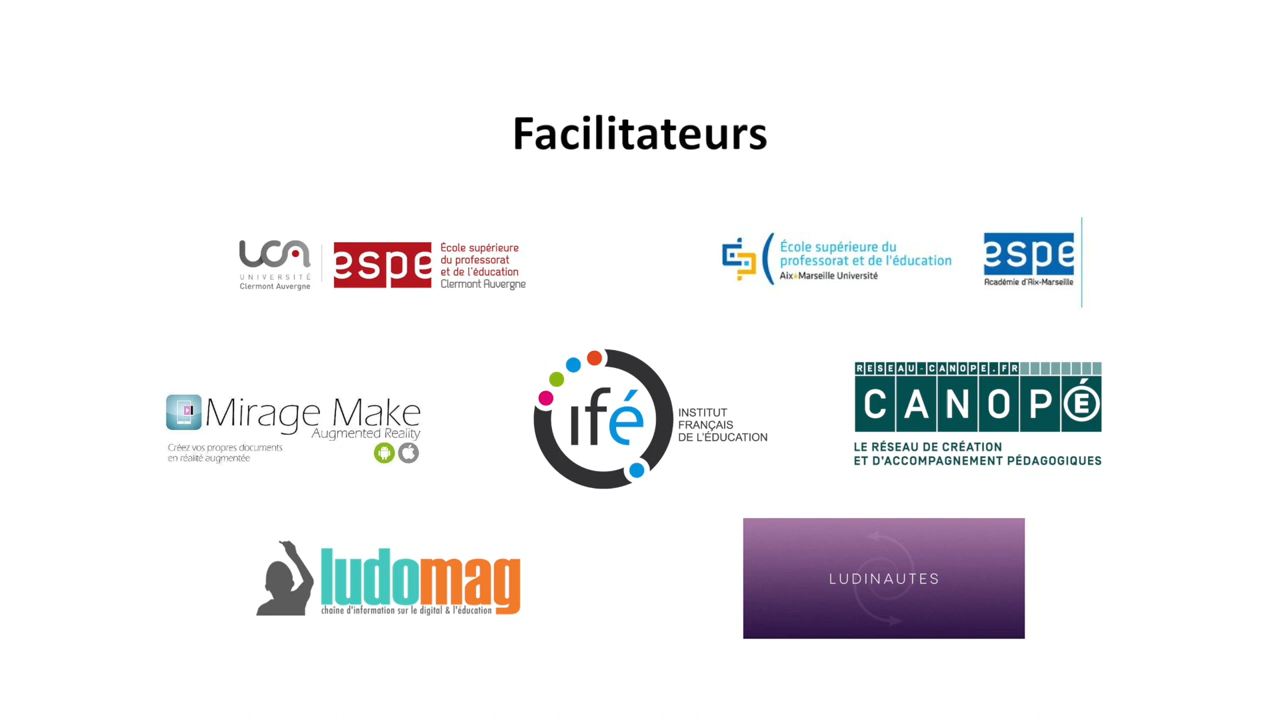 Facilitateurs
uca
UNIVERSITÉ
Clermont Auvergne
espe
École supérieure
du professorat
et de l'éducation
Clermont Auvergne
École supérieure du
professorat et de l'éducation
Aix+Marseille Université
espe
Académie d'Aix-Marseille
Mirage Make
Augmented Reality
Créez vos propres documents
en réalité augmentée
ifé
INSTITUT
FRANÇAIS
DE L'ÉDUCATION
RESEAU-CANOPE.FR
CANOPÉ
LE RÉSEAU DE CRÉATION
ET D'ACCOMPAGNEMENT PÉDAGOGIQUES
ludomag
chaîne d'information sur le digital & l'éducation
LUDINAUTES